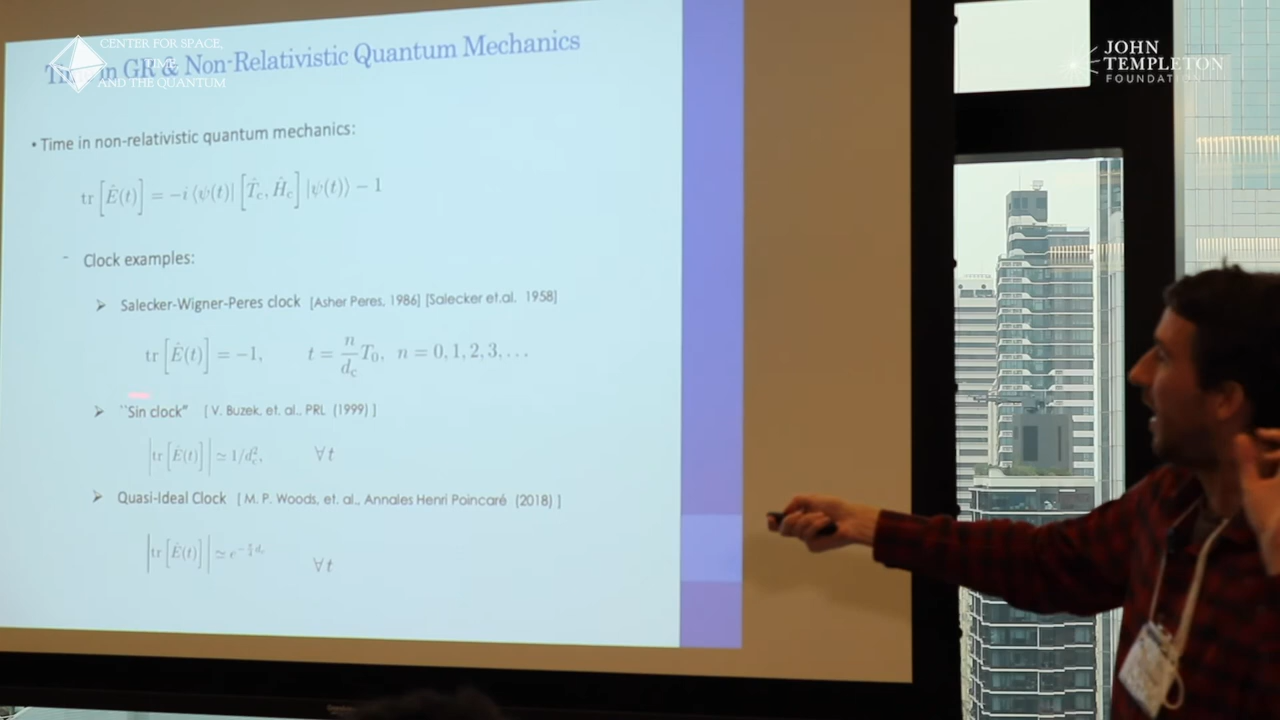 CENTER FOR SPACE,
TIME,
AND THE QUANTUM
JOHN
TEMPLETON
FOUNDATION
in GR & Non-Relativistic Quantum Mechanics
• Time in non-relativistic quantum mechanics:
tr [Ê(t)] = −i ⟨ψ(t)| [T̂c, Ĥc] |ψ(t)⟩ − 1
- Clock examples:
➢ Salecker-Wigner-Peres clock [Asher Peres, 1986] [Salecker et.al. 1958]
tr [Ê(t)] = −1, t = n/dc T0, n = 0, 1, 2, 3, . . .
➢ ``Sin clock” [ V. Buzek, et. al., PRL (1999) ]
|tr [Ê(t)]| ≃ 1/dc², ∀ t
➢ Quasi-Ideal Clock [ M. P. Woods, et. al., Annales Henri Poincaré (2018) ]
|tr [Ê(t)]| ≃ ∀ t